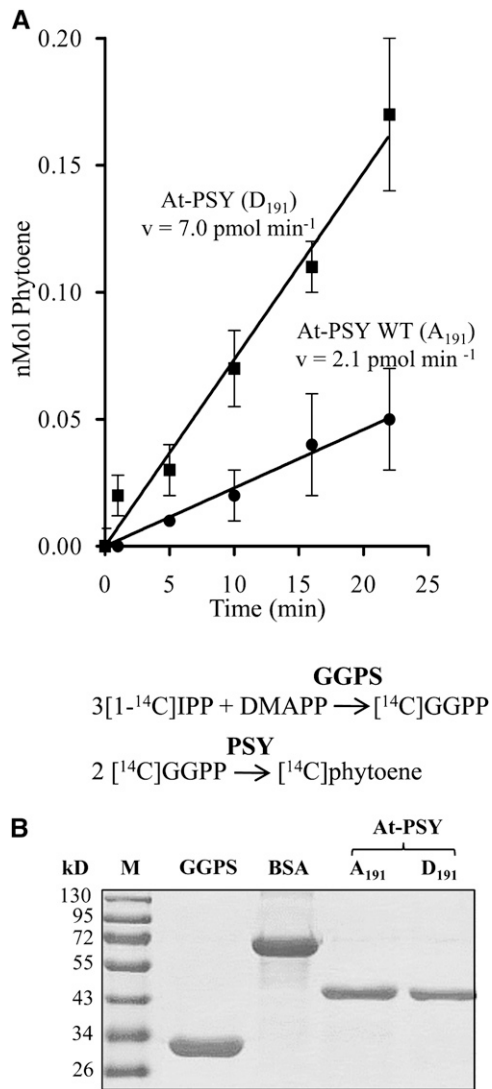 A
0.20
0.15
0.10
0.05
0.00
nMol Phytoene
At-PSY (D191)
v = 7.0 pmol min-1
At-PSY WT (A191)
v = 2.1 pmol min -1
0 5 10 15 20 25
Time (min)
GGPS
3[1-14C]IPP + DMAPP → [14C]GGPP
PSY
2 [14C]GGPP → [14C]phytoene
B
At-PSY
kD M GGPS BSA A191 D191
130
95
72
55
43
34
26